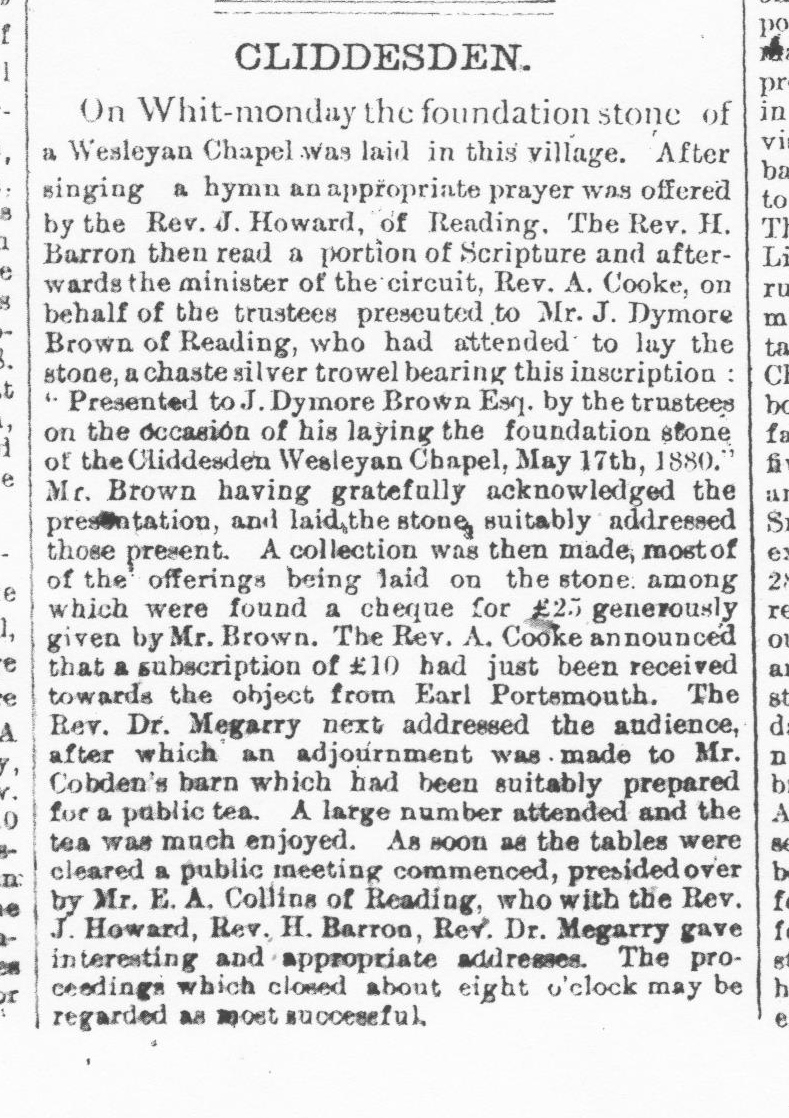 CLIDDESDEN.
On Whit-monday the foundation stone of
a Wesleyan Chapel was laid in this village. After
singing a hymn an appropriate prayer was offered
by the Rev. J. Howard, of Reading. The Rev. H.
Barron then read a portion of Scripture and after-
wards the minister of the circuit, Rev. A. Cooke, on
behalf of the trustees presented to Mr. J. Dymore
Brown of Reading, who had attended to lay the
stone, a chaste silver trowel bearing this inscription :
" Presented to J. Dymore Brown Esq. by the trustees
on the occasion of his laying the foundation stone
of the Cliddesden Wesleyan Chapel, May 17th, 1880."
Mr. Brown having gratefully acknowledged the
presentation, and laid the stone, suitably addressed
those present. A collection was then made, most of
of the offerings being laid on the stone. among
which were found a cheque for £25 generously
given by Mr. Brown. The Rev. A. Cooke announced
that a subscription of £10 had just been received
towards the object from Earl Portsmouth. The
Rev. Dr. Megarry next addressed the audience,
after which an adjournment was made to Mr.
Cobden's barn which had been suitably prepared
for a public tea. A large number attended and the
tea was much enjoyed. As soon as the tables were
cleared a public meeting commenced, presided over
by Mr. E. A. Collins of Reading, who with the Rev.
J. Howard, Rev. H. Barron, Rev. Dr. Megarry gave
interesting and appropriate addresses. The pro-
ceedings which closed about eight o'clock may be
regarded as most successful.